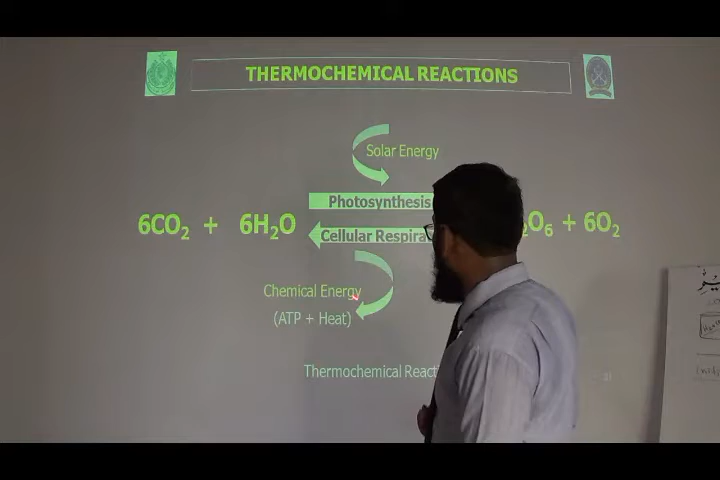 THERMOCHEMICAL REACTIONS
Solar Energy
Photosynthesis
6CO₂ + 6H₂O
O₆ + 6O₂
Cellular Respira
Chemical Energy
(ATP + Heat)
Thermochemical React